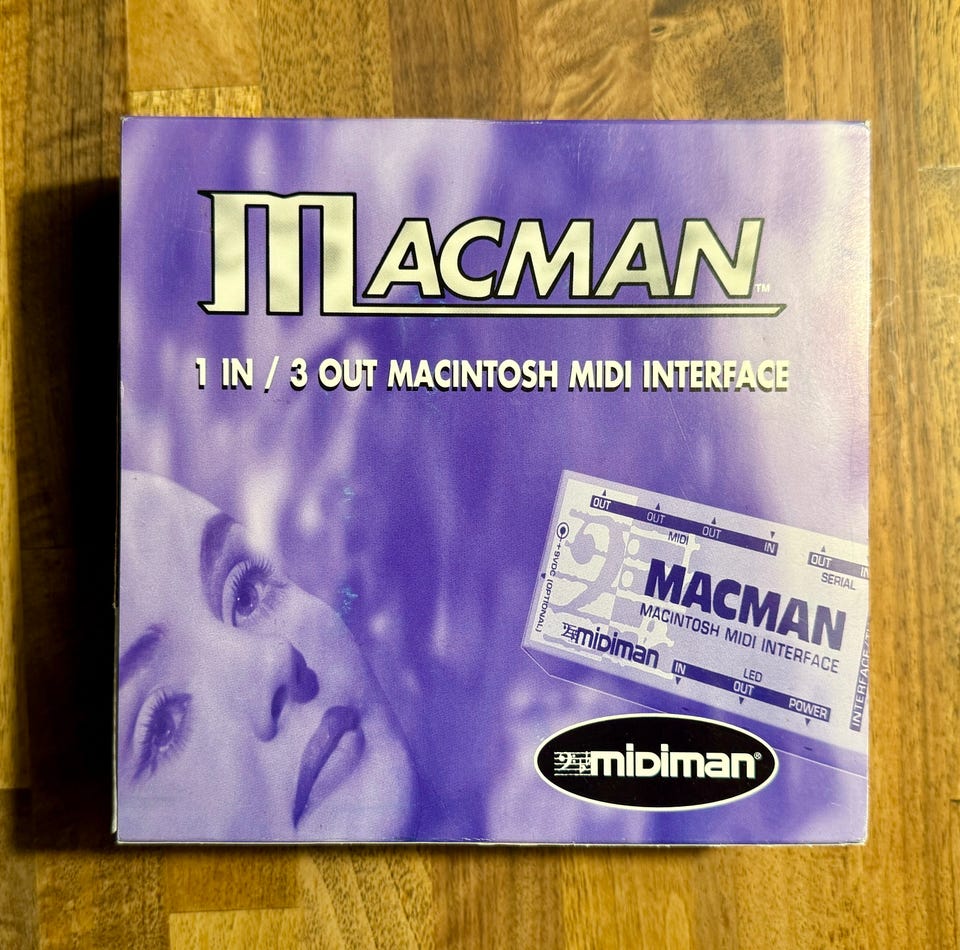 MACMAN™
1 IN / 3 OUT MACINTOSH MIDI INTERFACE
OUT OUT OUT IN
MIDI
OUT IN
SERIAL
+9VDC (OPTIONAL)
MACMAN
MACINTOSH MIDI INTERFACE
midiman
IN OUT POWER
LED
INTERFACE
midiman®